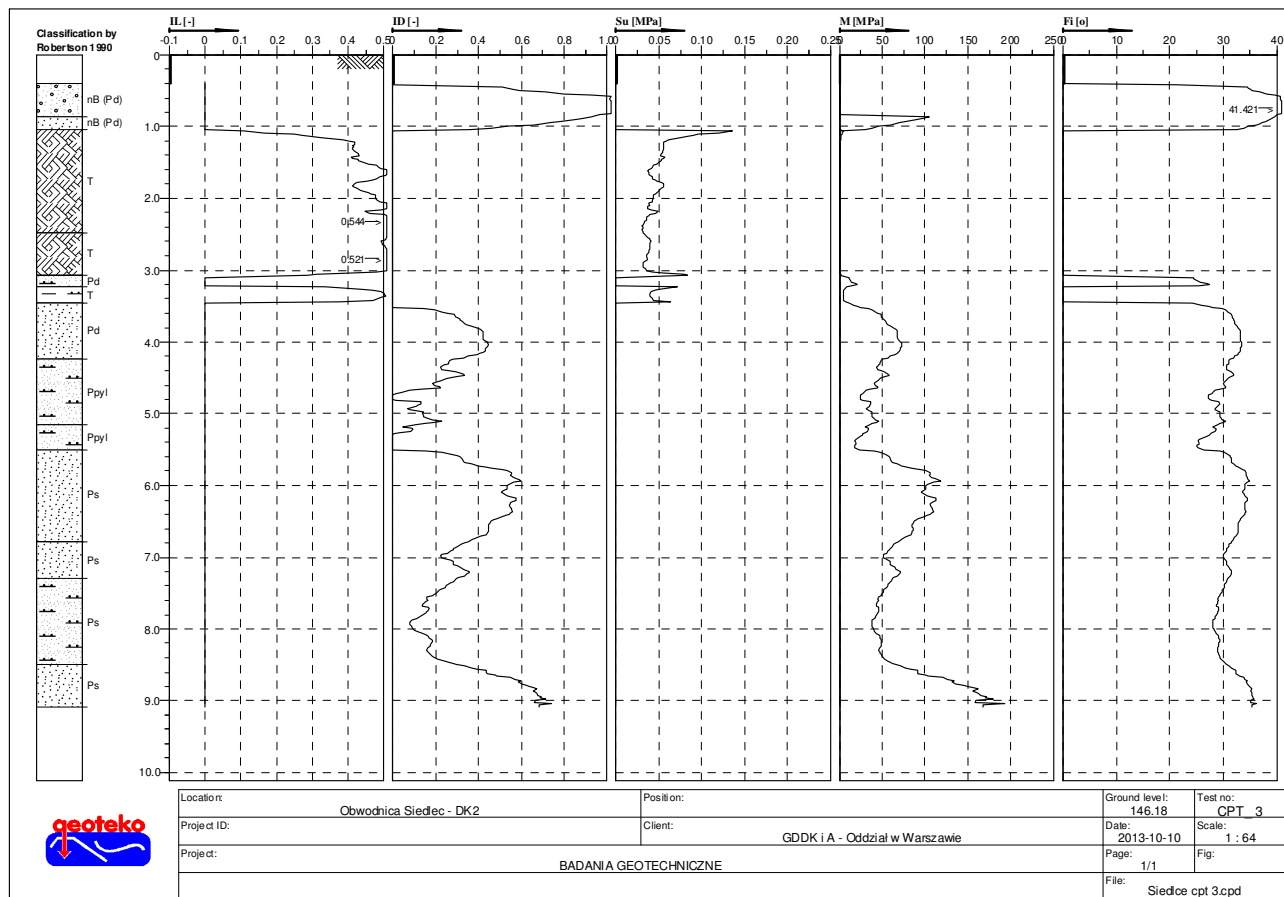 Classification by
Robertson 1990
IL [-]
-0.1 0 0.1 0.2 0.3 0.4 0.50
ID [-]
0.2 0.4 0.6 0.8 1.00
Su [MPa]
0.05 0.10 0.15 0.20 0.250
M [MPa]
50 100 150 200 250
Fi [o]
0 10 20 30 40
0
1.0
2.0
3.0
4.0
5.0
6.0
7.0
8.0
9.0
10.0
nB (Pd)
nB (Pd)
T
T
Pd
T
Pd
Ppyl
Ppyl
Ps
Ps
Ps
Ps
0.544
0.521
41.421
geoteko
Location:
Obwodnica Siedlec - DK2
Position:
Ground level:
146.18
Test no:
CPT_3
Project ID:
Client:
GDDK i A - Oddział w Warszawie
Date:
2013-10-10
Scale:
1 : 64
Project:
BADANIA GEOTECHNICZNE
Page:
1/1
Fig:
File:
Siedlce cpt 3.cpd